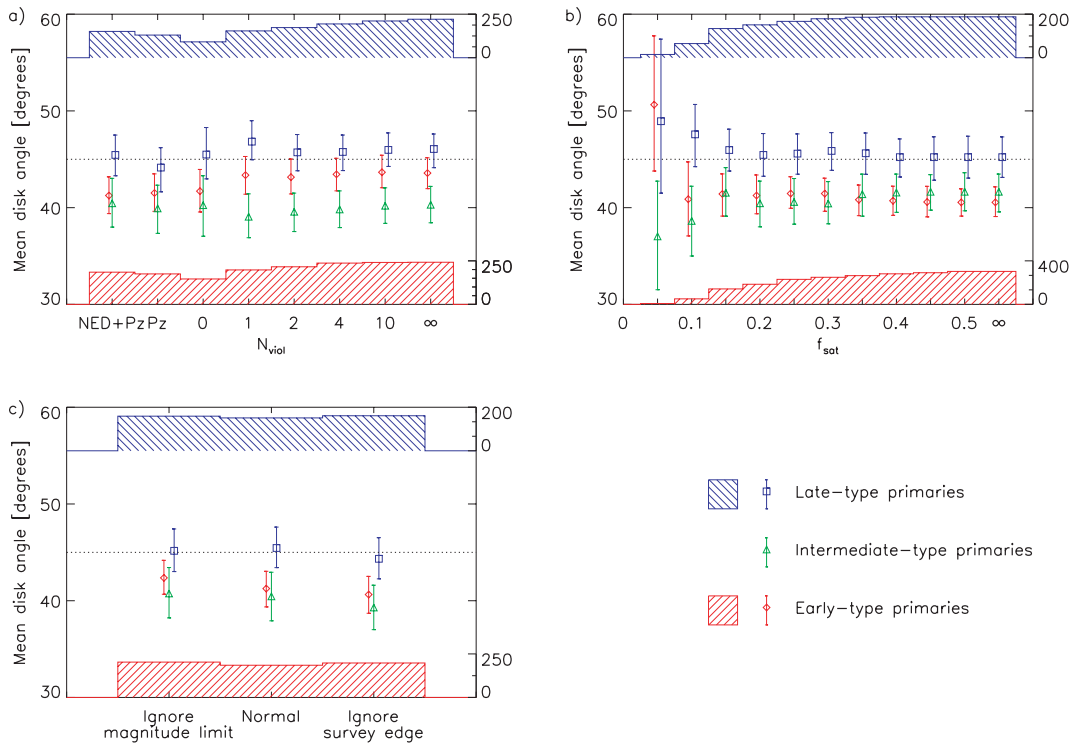 a)
60
50
40
30
Mean disk angle [degrees]
250
0
250
0
NED+Pz Pz 0 1 2 4 10 ∞
N_viol
b)
60
50
40
30
Mean disk angle [degrees]
200
0
400
0
0 0.1 0.2 0.3 0.4 0.5 ∞
f_sat
c)
60
50
40
30
Mean disk angle [degrees]
200
0
250
0
Ignore magnitude limit
Normal
Ignore survey edge
Late-type primaries
Intermediate-type primaries
Early-type primaries